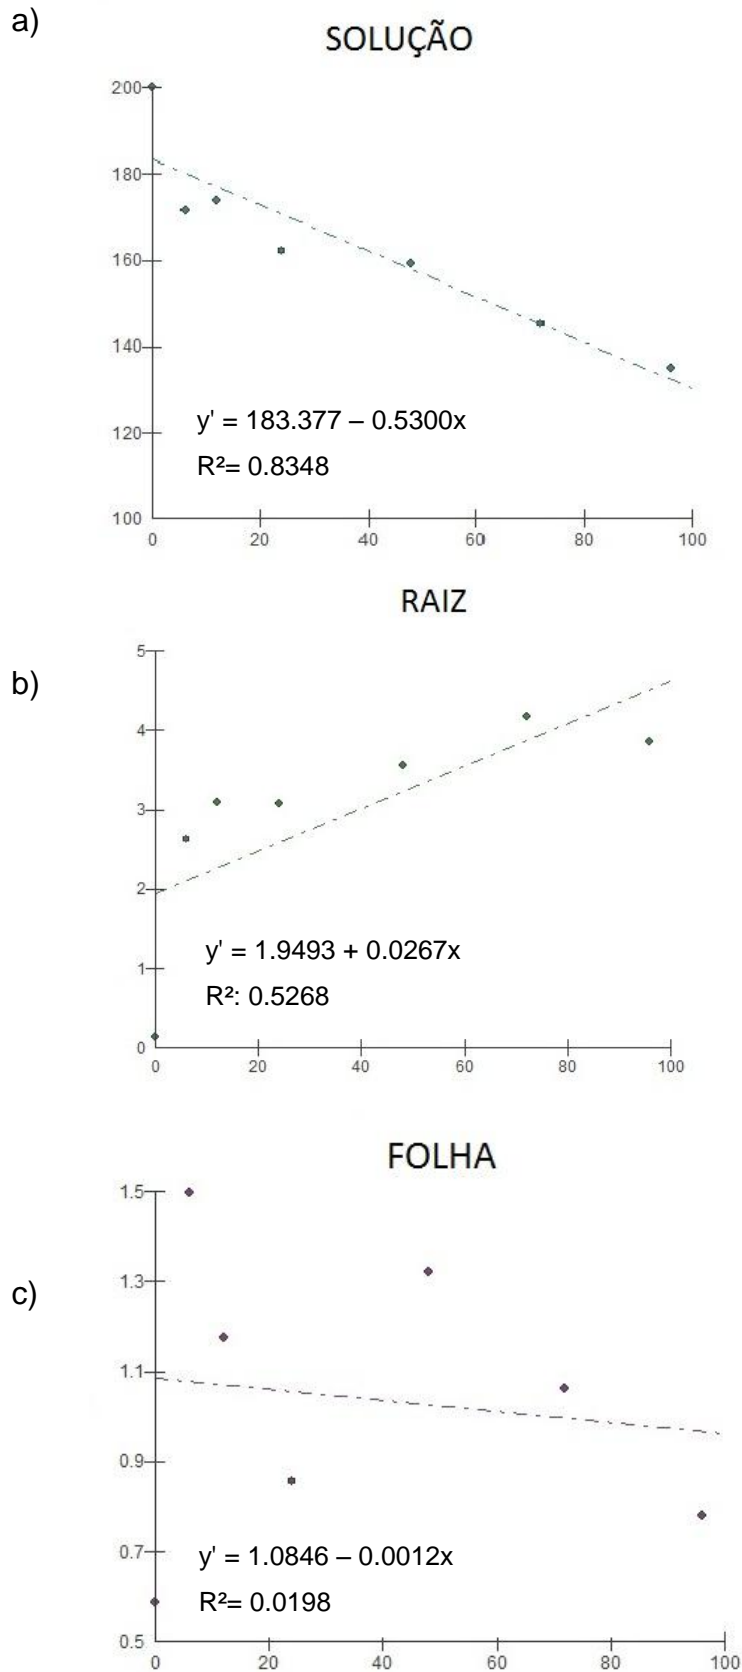 a)
SOLUÇÃO
200
180
160
140
120
100
y' = 183.377 – 0.5300x
R²= 0.8348
0 20 40 60 80 100
RAIZ
b)
5
4
3
2
1
0
y' = 1.9493 + 0.0267x
R²: 0.5268
0 20 40 60 80 100
FOLHA
c)
1.5
1.3
1.1
0.9
0.7
0.5
y' = 1.0846 – 0.0012x
R²= 0.0198
0 20 40 60 80 100